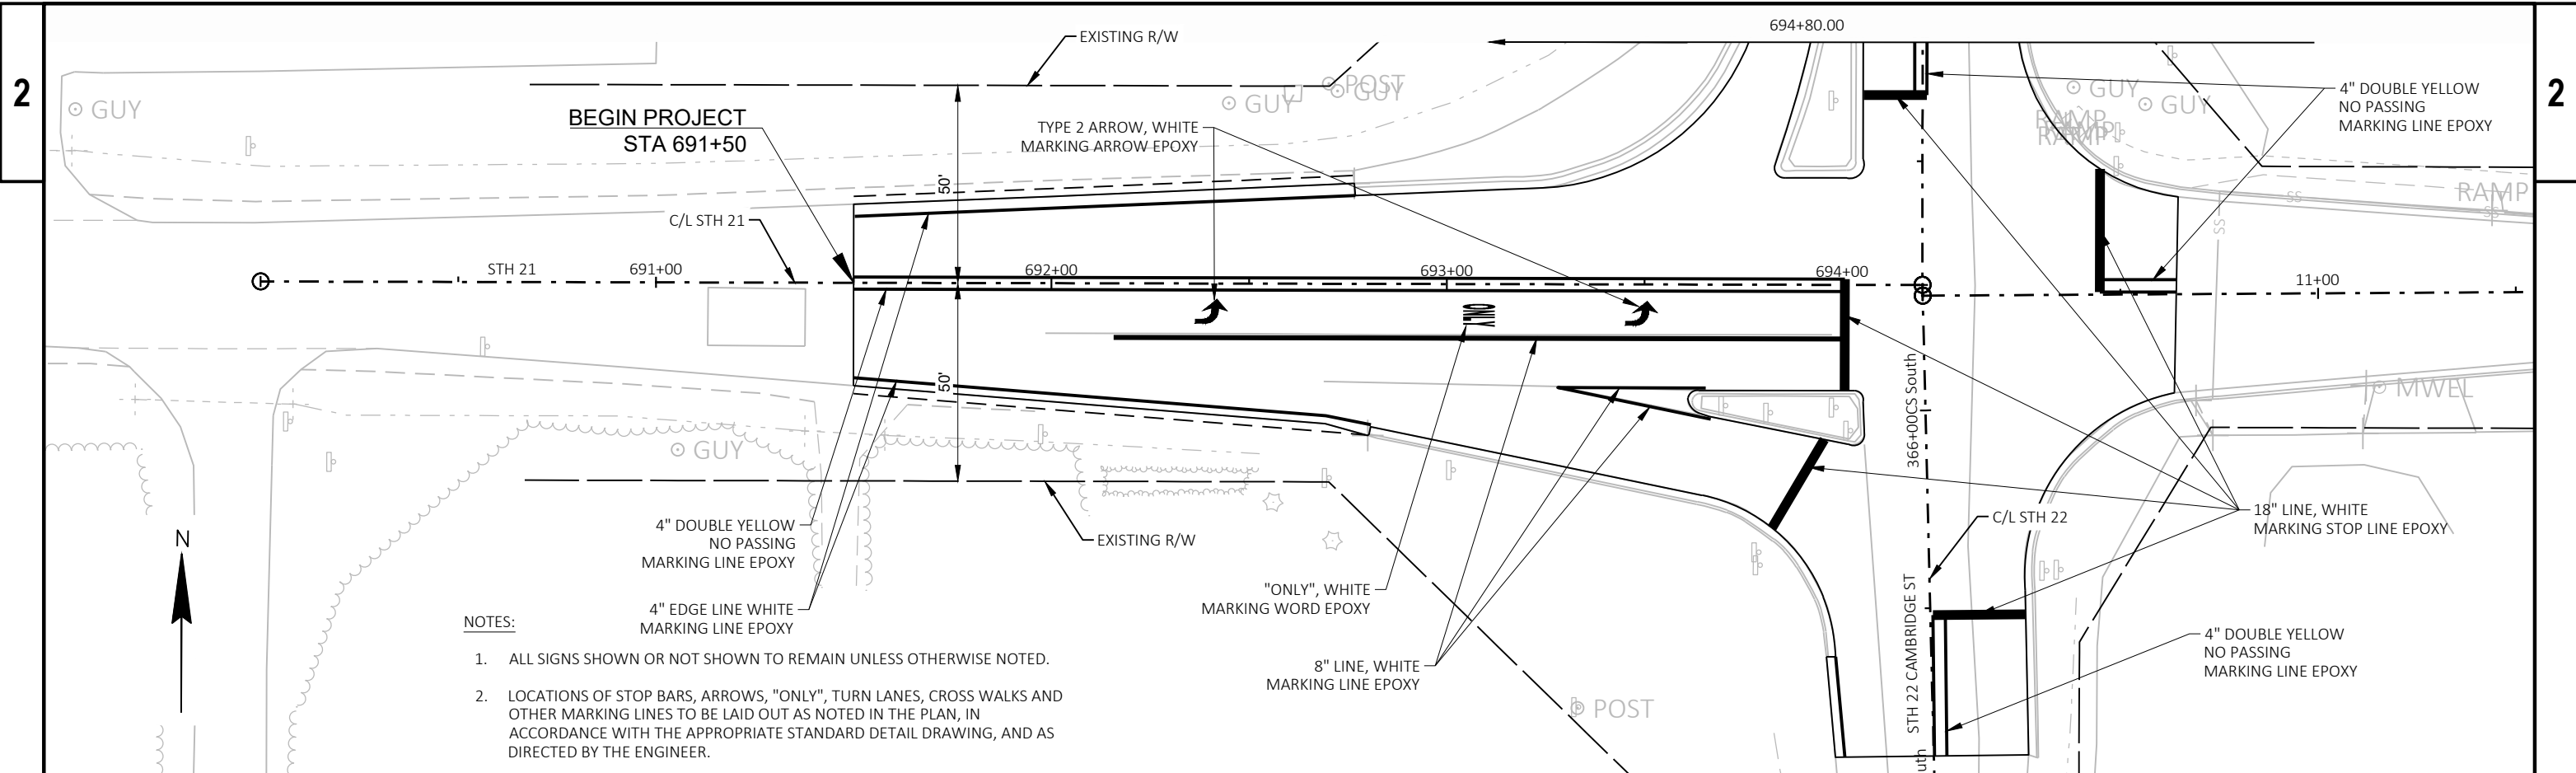 694+80.00
EXISTING R/W
2
2
POST
GUY
GUY
GUY
GUY
GUY
4" DOUBLE YELLOW
NO PASSING
MARKING LINE EPOXY
BEGIN PROJECT
STA 691+50
TYPE 2 ARROW, WHITE
MARKING ARROW EPOXY
RAMP
RAMP
RAMP
50'
RAMP
SS
SS
SS
C/L STH 21
STH 21
691+00
692+00
693+00
694+00
11+00
ONLY
50'
366+00CS South
MWEL
GUY
4" DOUBLE YELLOW
NO PASSING
MARKING LINE EPOXY
EXISTING R/W
C/L STH 22
18" LINE, WHITE
MARKING STOP LINE EPOXY
N
"ONLY", WHITE
MARKING WORD EPOXY
4" EDGE LINE WHITE
MARKING LINE EPOXY
STH 22 CAMBRIDGE ST
8" LINE, WHITE
MARKING LINE EPOXY
4" DOUBLE YELLOW
NO PASSING
MARKING LINE EPOXY
POST
NOTES:
1. ALL SIGNS SHOWN OR NOT SHOWN TO REMAIN UNLESS OTHERWISE NOTED.
2. LOCATIONS OF STOP BARS, ARROWS, "ONLY", TURN LANES, CROSS WALKS AND
OTHER MARKING LINES TO BE LAID OUT AS NOTED IN THE PLAN, IN
ACCORDANCE WITH THE APPROPRIATE STANDARD DETAIL DRAWING, AND AS
DIRECTED BY THE ENGINEER.